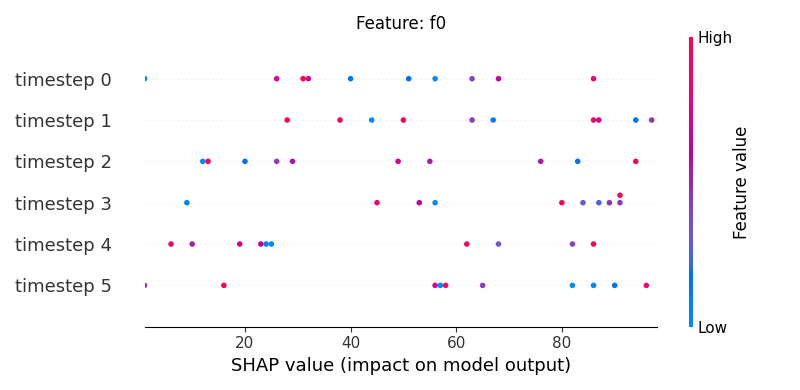 Feature: f0
High
timestep 0
timestep 1
timestep 2
timestep 3
timestep 4
timestep 5
Feature value
Low
20 40 60 80
SHAP value (impact on model output)